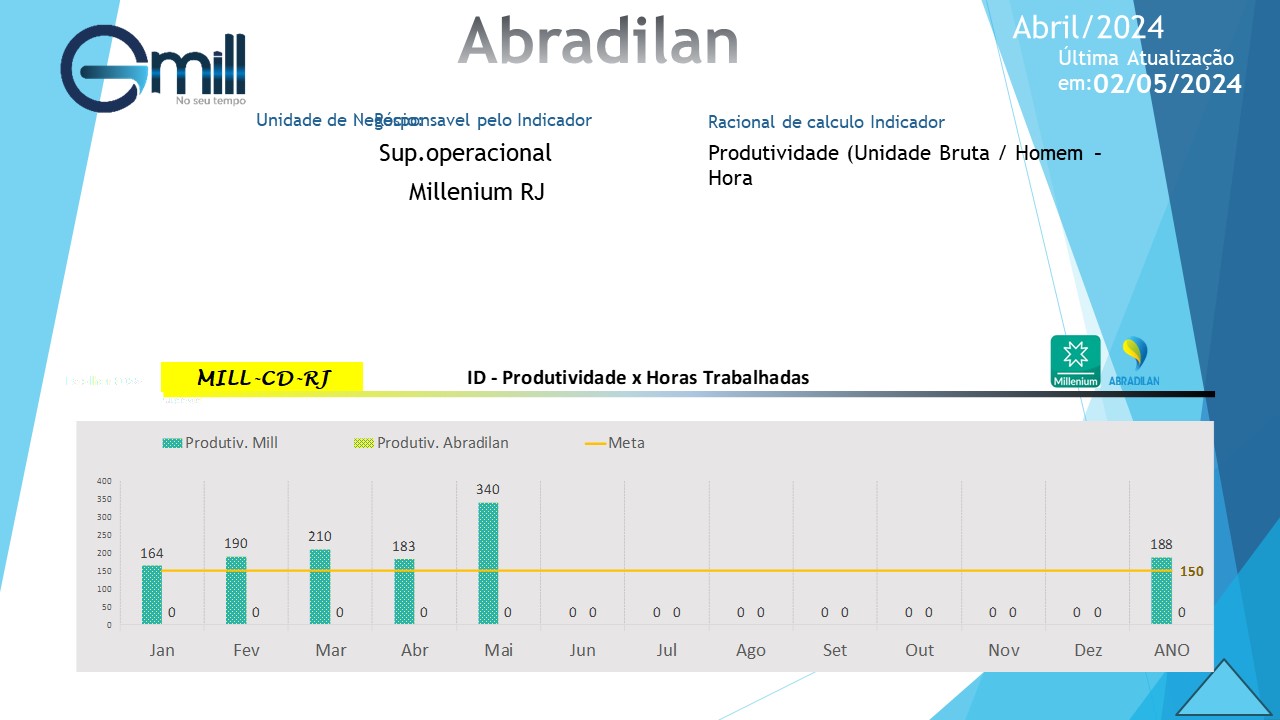 Abradilan
Abril/2024
Última Atualização
em:02/05/2024
mill
No seu tempo
Unidade de Negócio:
Responsavel pelo Indicador
Racional de calculo Indicador
Sup.operacional
Millenium RJ
Produtividade (Unidade Bruta / Homem –
Hora
MILL-CD-RJ
ID - Produtividade x Horas Trabalhadas
Millenium
ABRADILAN
Produtiv. Mill
Produtiv. Abradilan
Meta
400
350
300
250
200
150
100
50
0
164 0
190 0
210 0
183 0
340 0
0 0
0 0
0 0
0 0
0 0
0 0
0 0
188 0
150
Jan Fev Mar Abr Mai Jun Jul Ago Set Out Nov Dez ANO